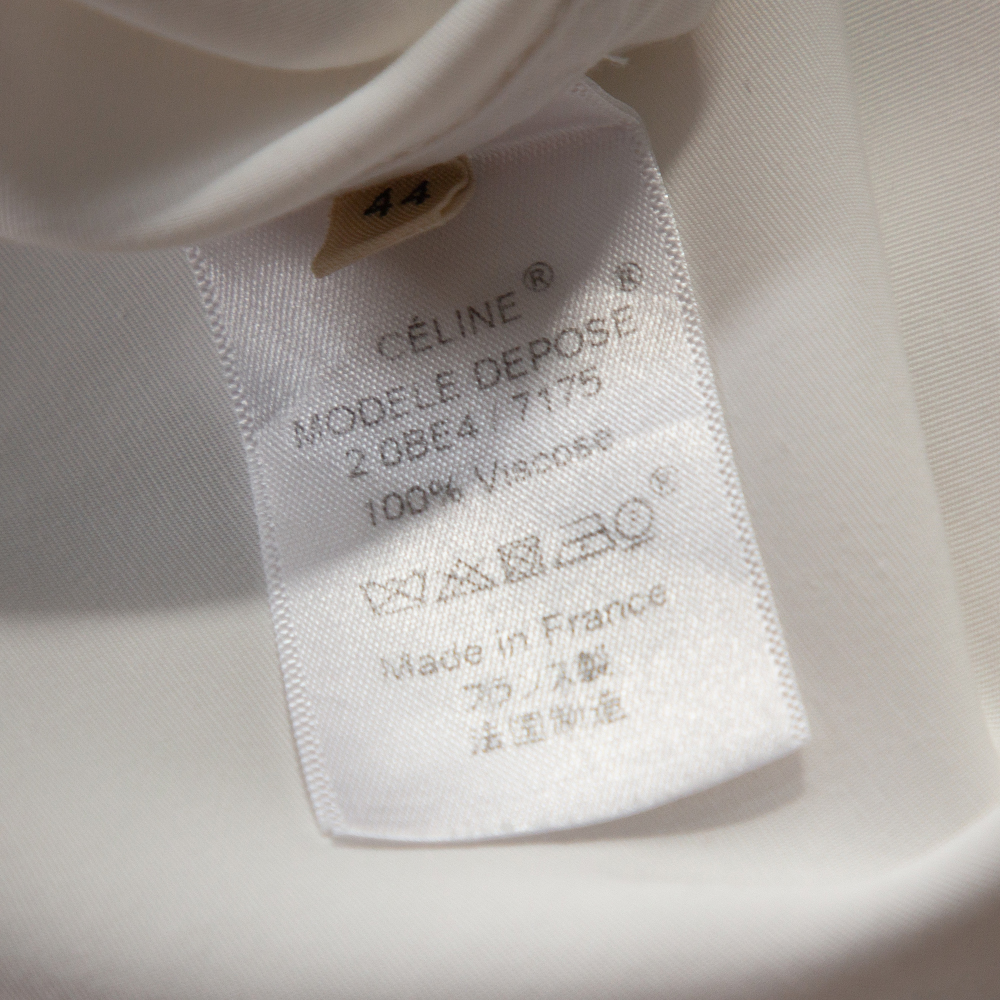 44
CÉLINE®
®
MODELE DEPOSE
2 0BE4 / 7175
100% Viscose
®
Made in France
フランス製
法国制造